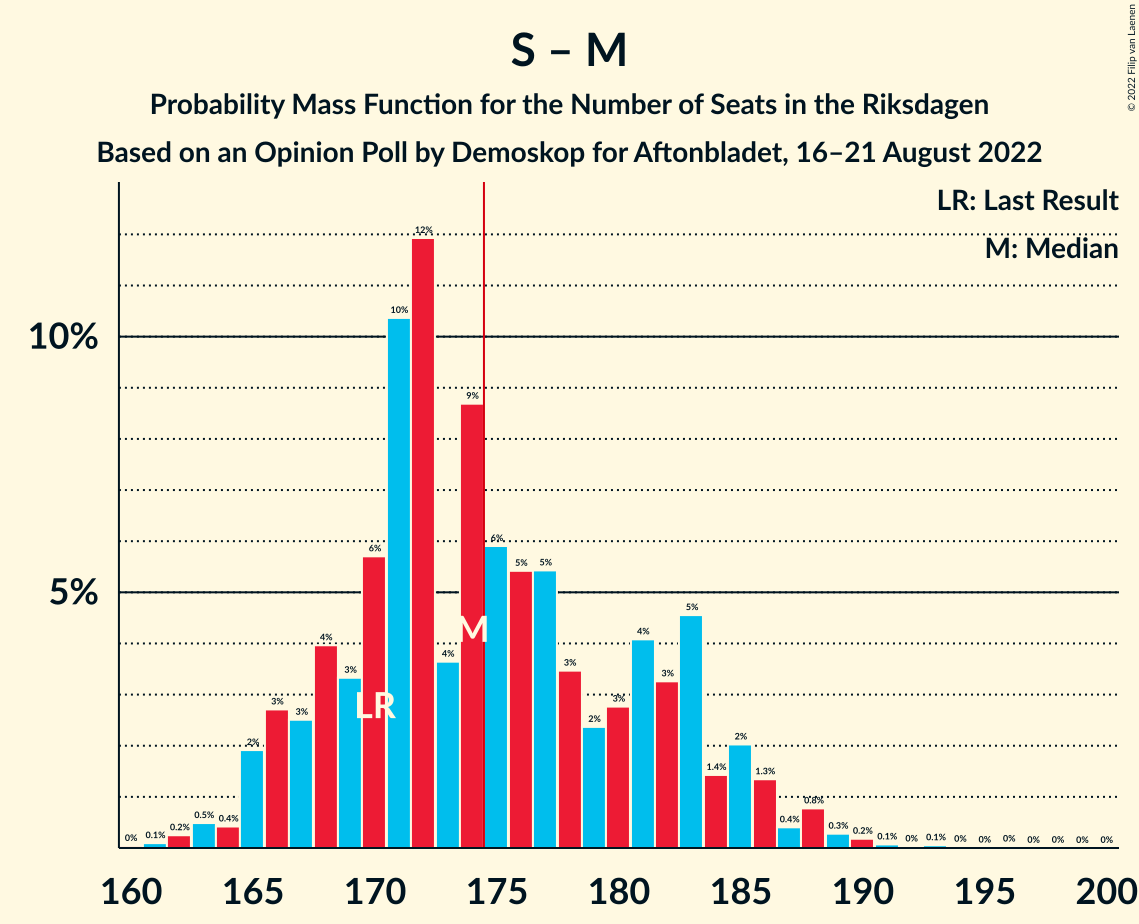 © 2022 Filip van Laenen
S – M
Probability Mass Function for the Number of Seats in the Riksdagen
Based on an Opinion Poll by Demoskop for Aftonbladet, 16–21 August 2022
LR: Last Result
M: Median
10%
5%
0% 0.1% 0.2% 0.5% 0.4% 2% 3% 3% 4% 3% 6% 10% 12% 4% 9% 6% 5% 5% 3% 2% 3% 4% 3% 5% 1.4% 2% 1.3% 0.4% 0.8% 0.3% 0.2% 0.1% 0% 0.1% 0% 0% 0% 0% 0% 0% 0%
M
LR
160 165 170 175 180 185 190 195 200